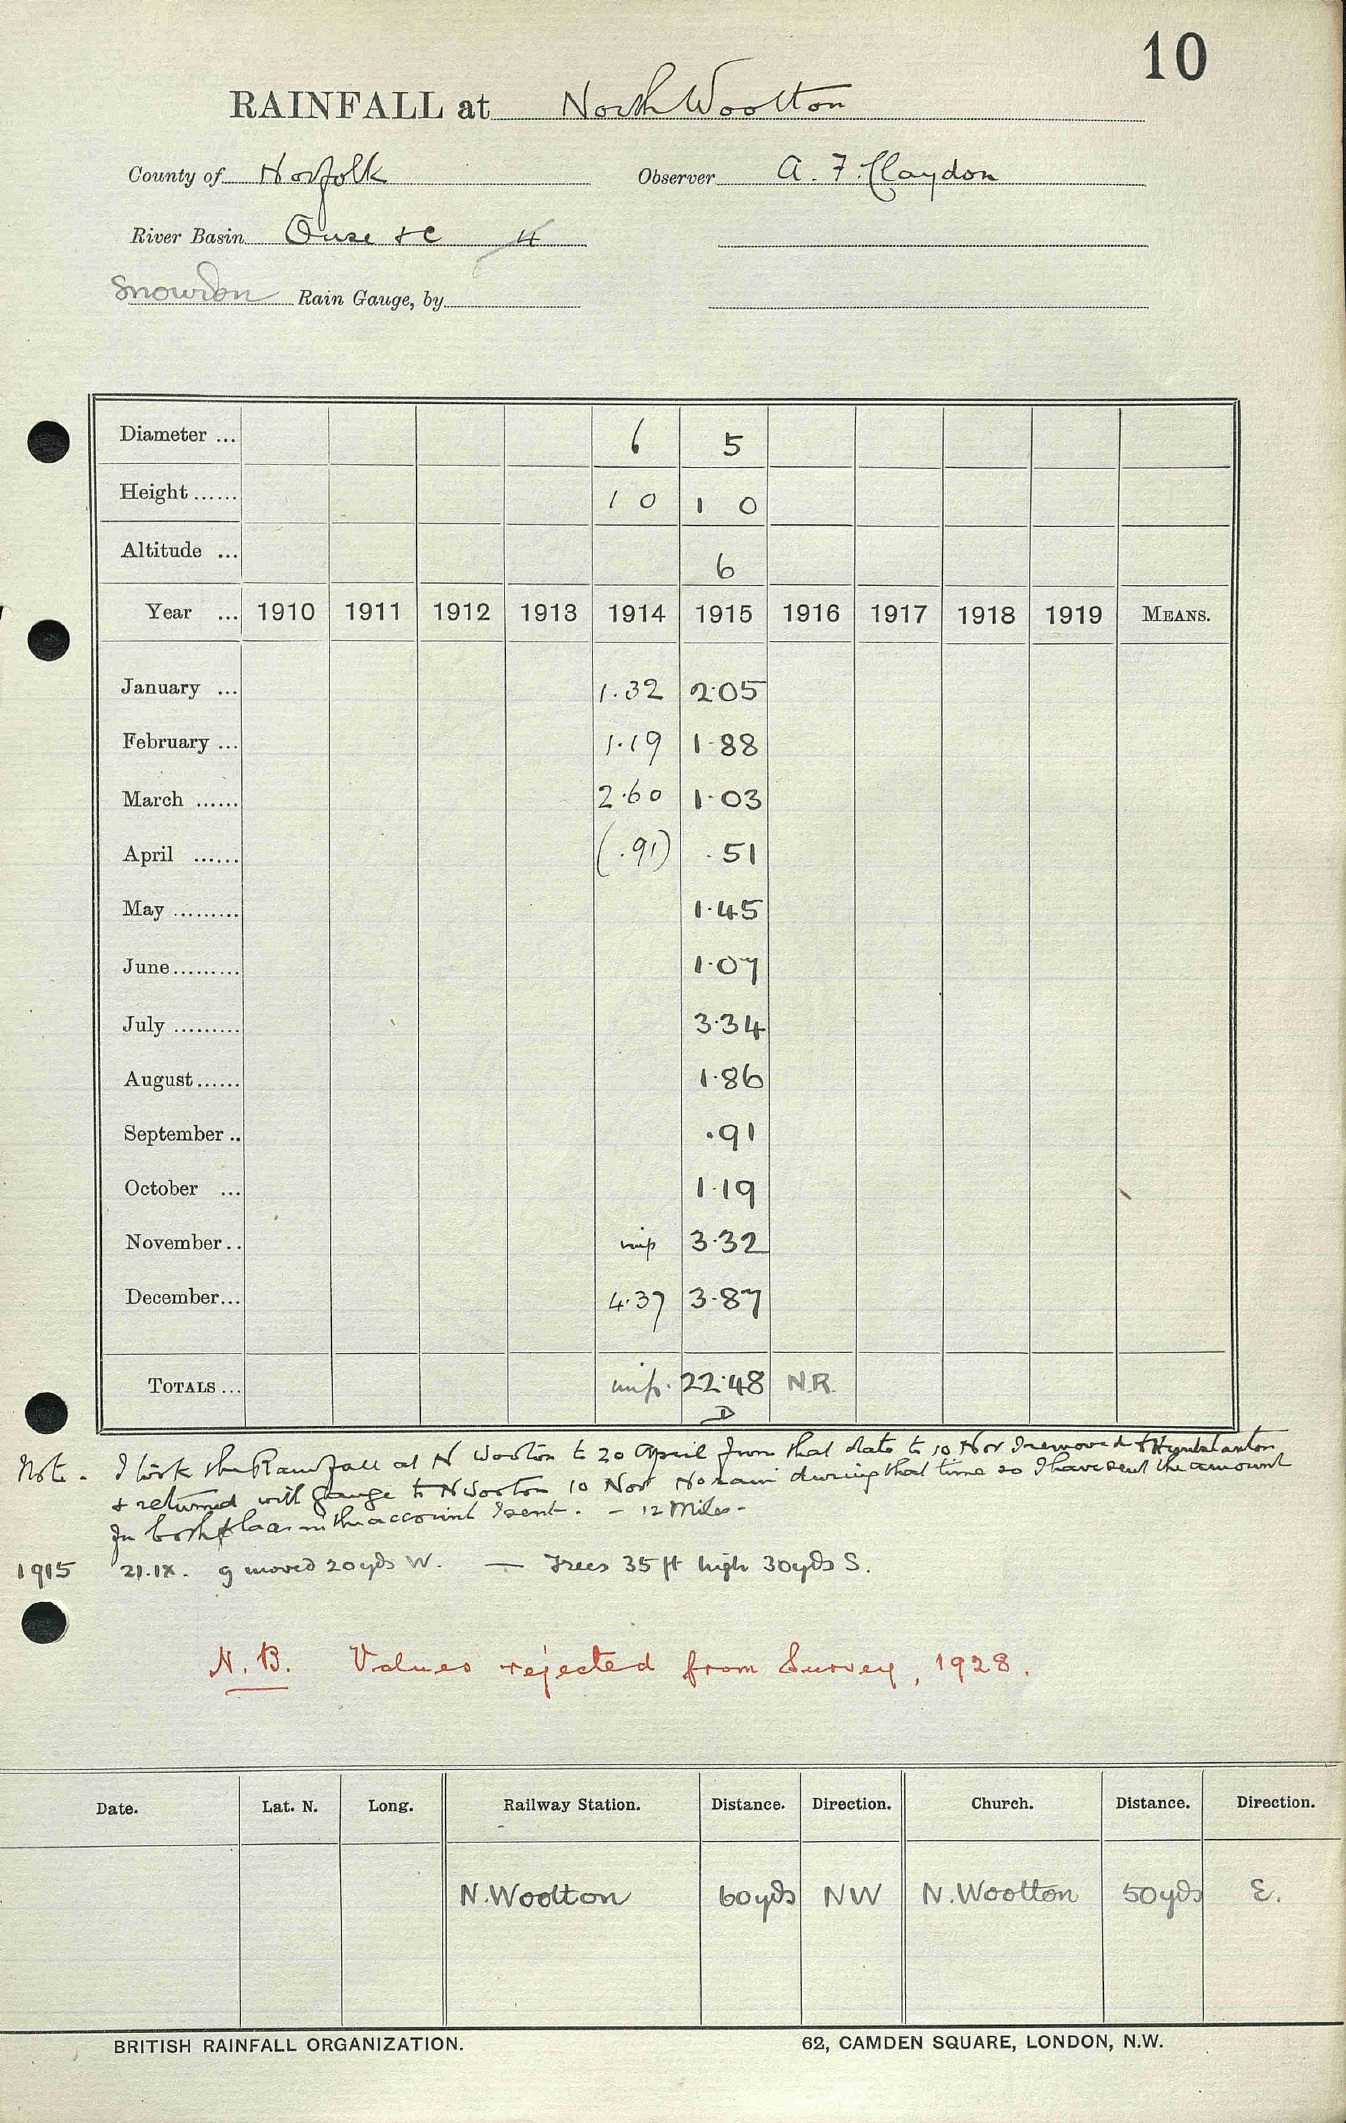 10
RAINFALL at North Wootton
County of Norfolk Observer A. F. Claydon
River Basin Ouse &c 4
Snowdon Rain Gauge, by
Diameter ... 6 5
Height ...... 1 0 1 0
Altitude ... 6
Year ... 1910 1911 1912 1913 1914 1915 1916 1917 1918 1919 MEANS.
January ... 1.32 2.05
February ... 1.19 1.88
March ...... 2.60 1.03
April ...... (.91) .51
May ......... 1.45
June ......... 1.07
July ......... 3.34
August ...... 1.86
September .. .91
October ... 1.19
November .. 3.32
December ... 4.37 3.87
TOTALS ... 22.48 N.R.
D
Note - I took the Rainfall at N Wooton to 20 April from that date to 10 Nov I removed to Hunstanton
& returned with Gauge to N Wooton 10 Nov No rain during that time so I have sent the amount
In both places in the account I sent. - 12 Miles -
1915 21.IX. g moved 20yds W. — Trees 35 ft high 30yds S.
N.B. Values rejected from Survey, 1928.
Date. Lat. N. Long. Railway Station. Distance. Direction. Church. Distance. Direction.
N. Wootton 60yds NW N. Wootton 50yds E.
BRITISH RAINFALL ORGANIZATION. 62, CAMDEN SQUARE, LONDON, N.W.